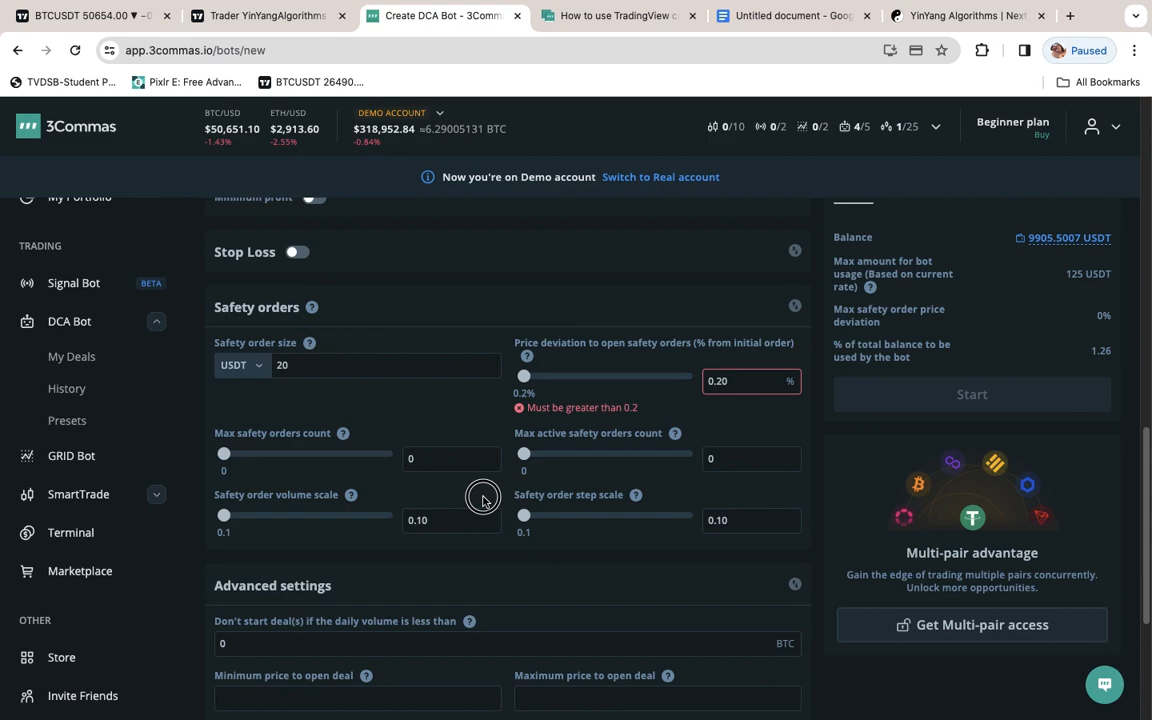 BTCUSDT 50654.00 ▼ −0
Trader YinYangAlgorithms
Create DCA Bot - 3Comm
How to use TradingView c
Untitled document - Goog
YinYang Algorithms | Next
app.3commas.io/bots/new
Paused
TVDSB-Student P...
Pixlr E: Free Advan...
BTCUSDT 26490....
All Bookmarks
3Commas
BTC/USD
$50,651.10
-1.43%
ETH/USD
$2,913.60
-2.55%
DEMO ACCOUNT
$318,952.84 ≈6.29005131 BTC
-0.84%
0/10
0/2
0/2
4/5
1/25
Beginner plan
Buy
Now you're on Demo account Switch to Real account
My Portfolio
TRADING
Signal Bot BETA
DCA Bot
My Deals
History
Presets
GRID Bot
SmartTrade
Terminal
Marketplace
OTHER
Store
Invite Friends
Minimum profit
Stop Loss
Safety orders
Safety order size
USDT 20
Price deviation to open safety orders (% from initial order)
0.20 %
0.2%
Must be greater than 0.2
Max safety orders count
0
0
Max active safety orders count
0
0
Safety order volume scale
0.10
0.1
Safety order step scale
0.10
0.1
Advanced settings
Don't start deal(s) if the daily volume is less than
0 BTC
Minimum price to open deal
Maximum price to open deal
Balance 9905.5007 USDT
Max amount for bot
usage (Based on current
rate)
125 USDT
Max safety order price
deviation
0%
% of total balance to be
used by the bot
1.26
Start
Multi-pair advantage
Gain the edge of trading multiple pairs concurrently.
Unlock more opportunities.
Get Multi-pair access